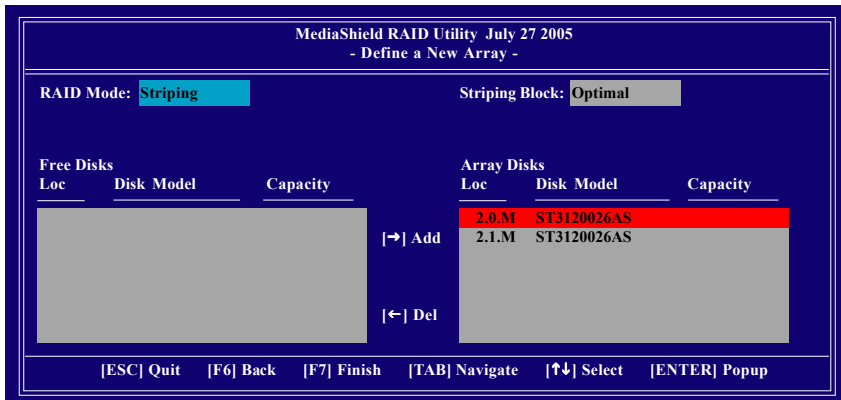 MediaShield RAID Utility July 27 2005
- Define a New Array -
RAID Mode: Striping
Striping Block: Optimal
Free Disks
Loc Disk Model Capacity
Array Disks
Loc Disk Model Capacity
2.0.M ST3120026AS
2.1.M ST3120026AS
[→] Add
[←] Del
[ESC] Quit [F6] Back [F7] Finish [TAB] Navigate [↑↓] Select [ENTER] Popup